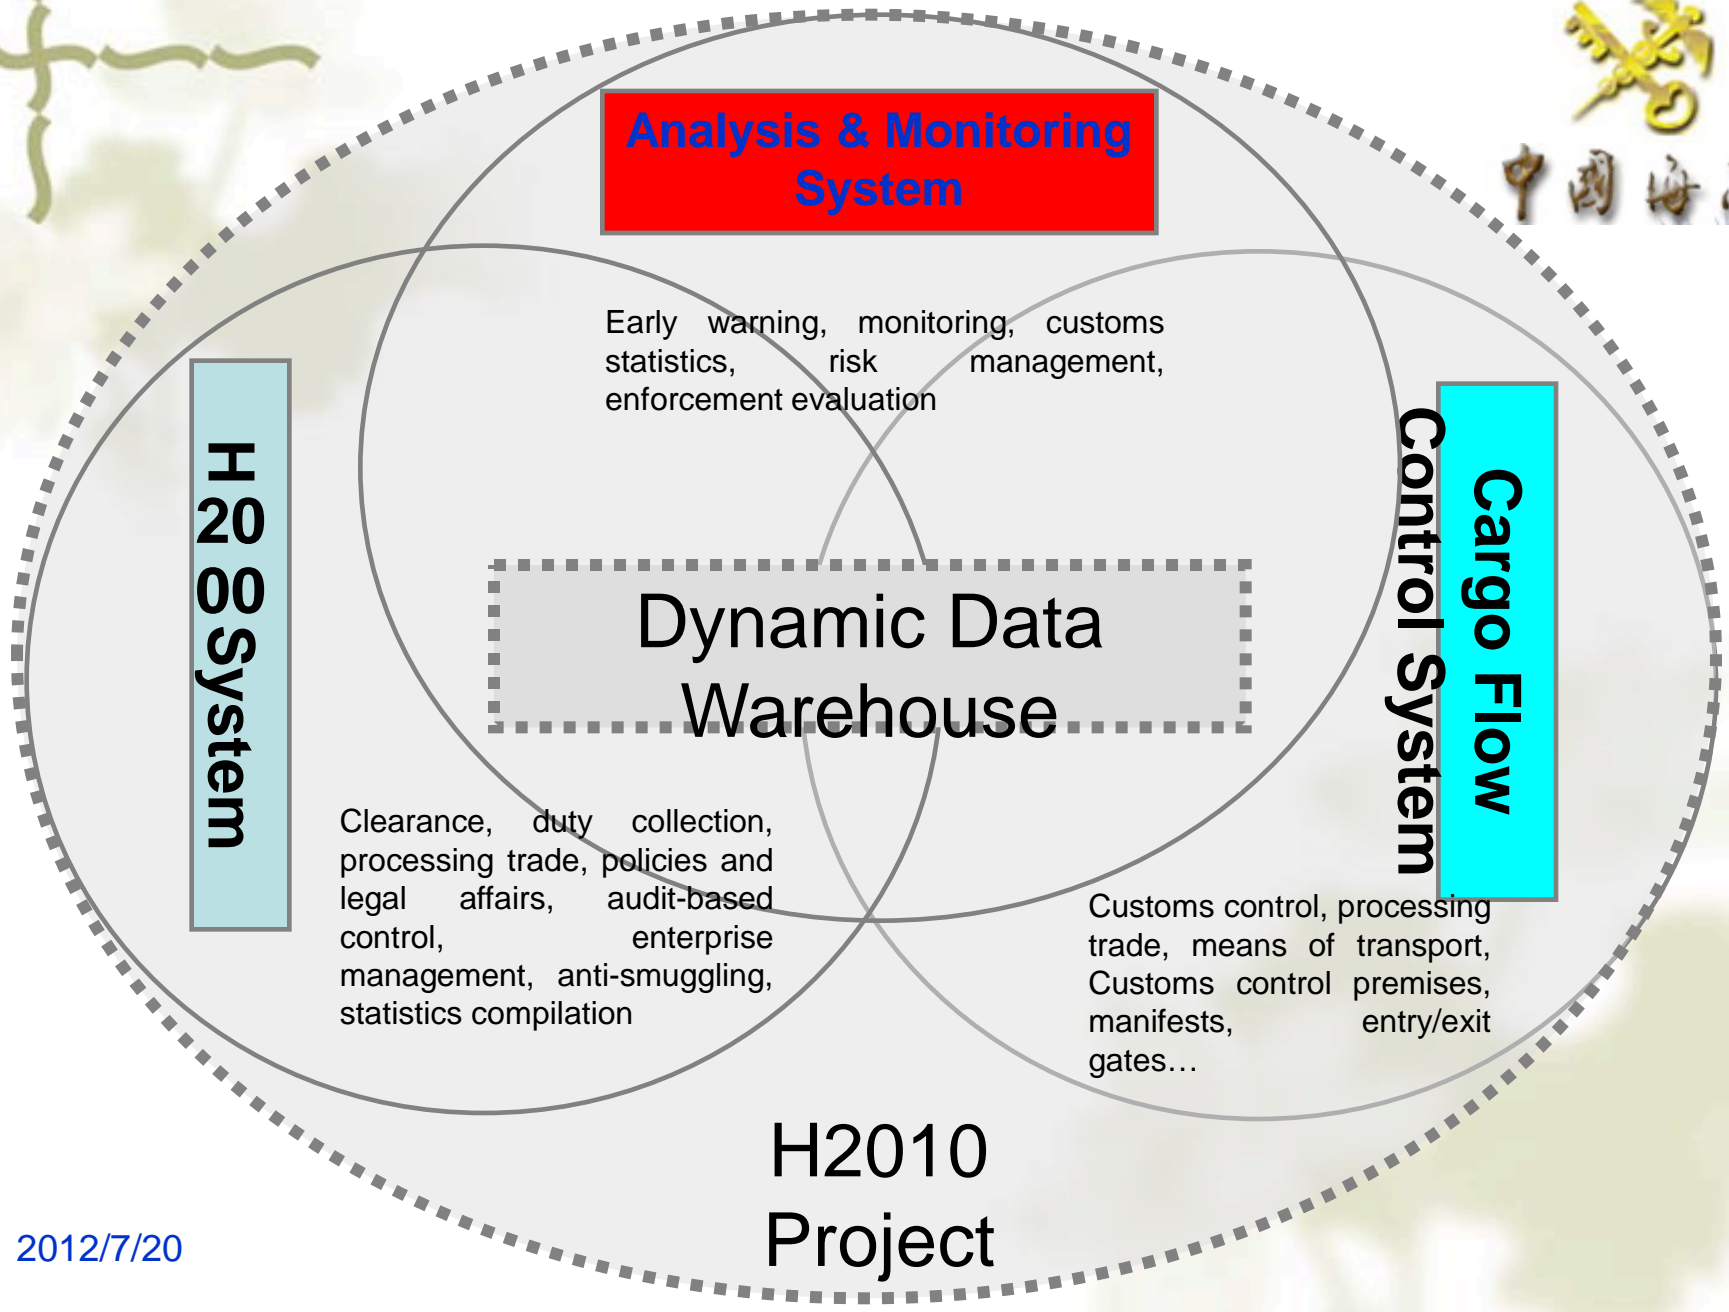 中國海
Analysis & Monitoring
System
Early warning, monitoring, customs
statistics, risk management,
enforcement evaluation
H
20
00
System
Cargo Flow
Control System
Dynamic Data
Warehouse
Clearance, duty collection,
processing trade, policies and
legal affairs, audit-based
control, enterprise
management, anti-smuggling,
statistics compilation
Customs control, processing
trade, means of transport,
Customs control premises,
manifests, entry/exit
gates…
H2010
Project
2012/7/20